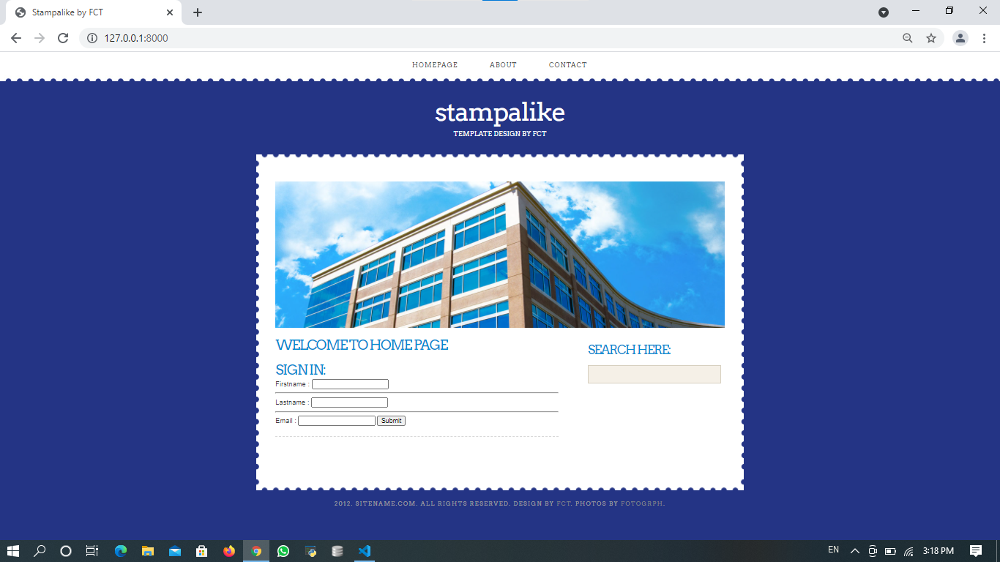 Stampalike by FCT
127.0.0.1:8000
HOMEPAGE ABOUT CONTACT
stampalike
TEMPLATE DESIGN BY FCT
WELCOME TO HOME PAGE
SIGN IN:
Firstname :
Lastname :
Email : Submit
SEARCH HERE:
2012. SITENAME.COM. ALL RIGHTS RESERVED. DESIGN BY FCT. PHOTOS BY FOTOGRPH.
EN 3:18 PM